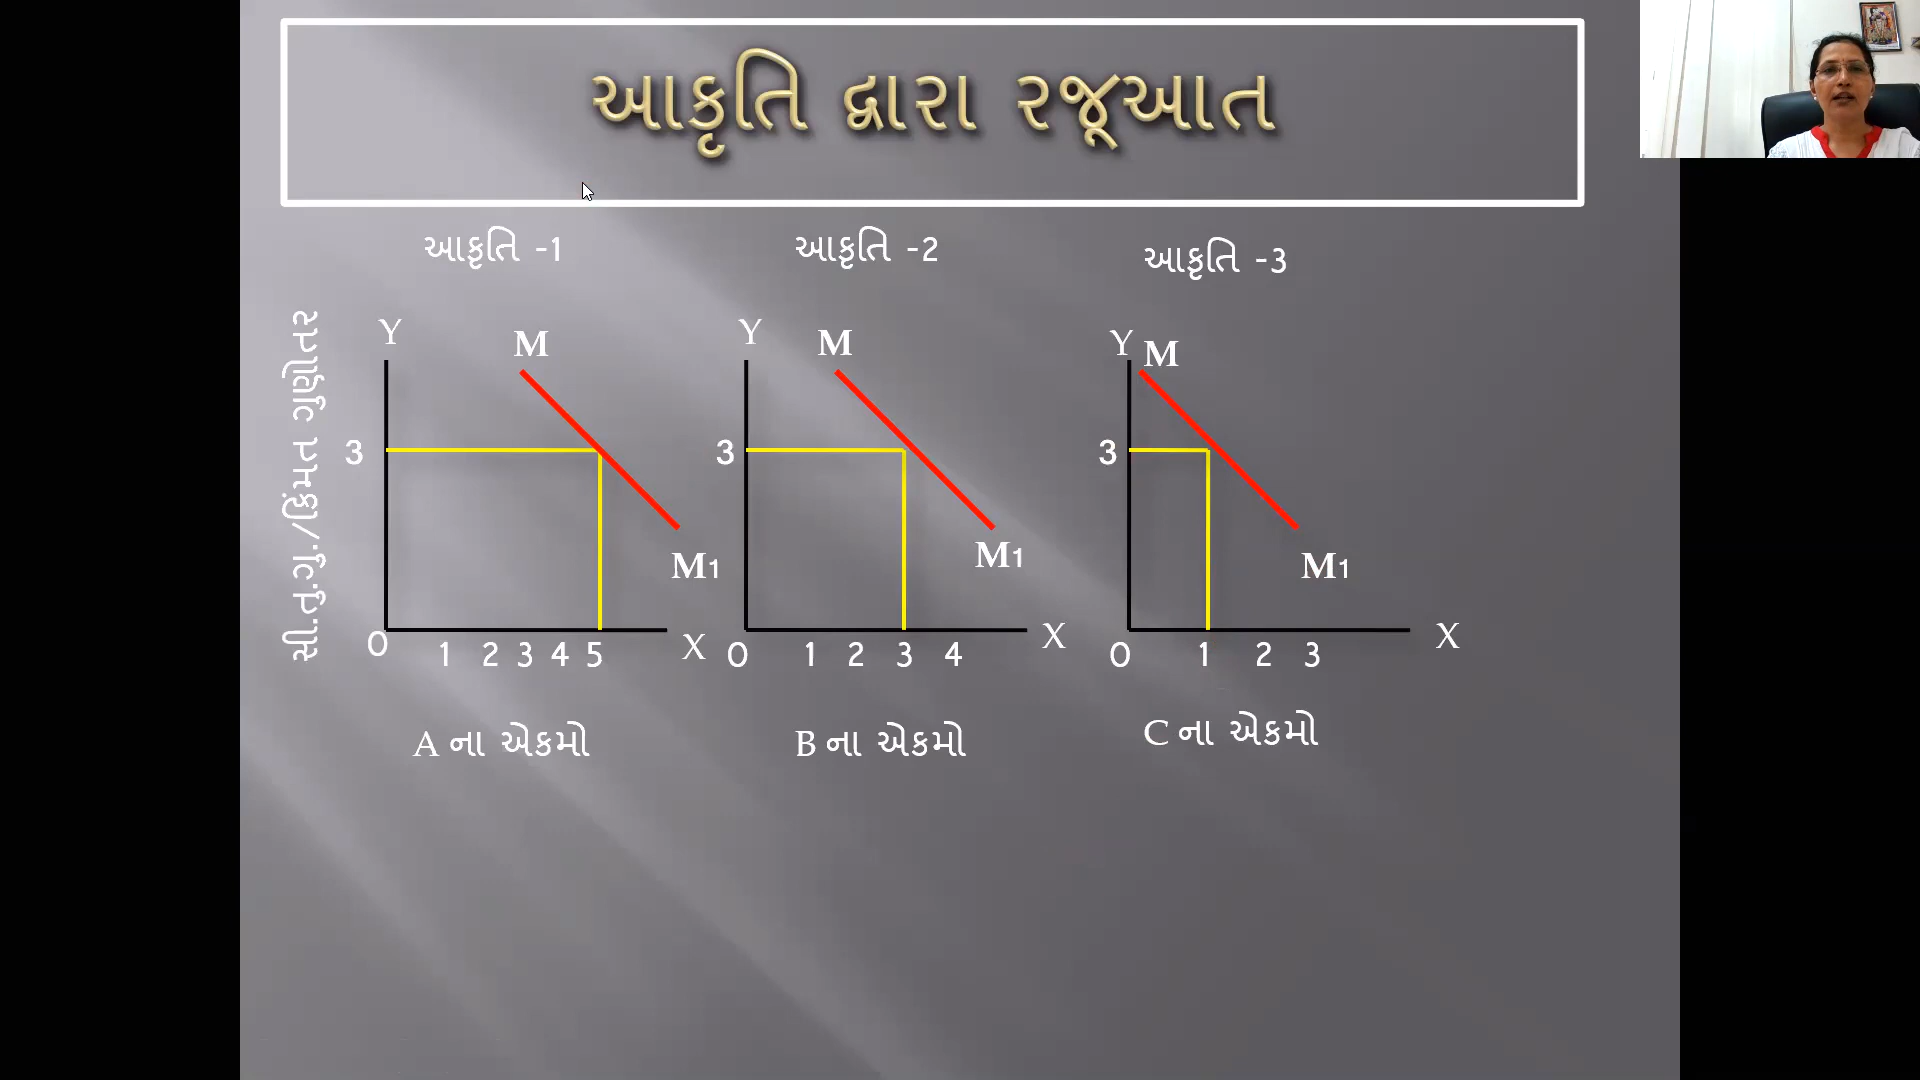 આકૃતિ દ્વારા રજૂઆત
આકૃતિ -1
આકૃતિ -2
આકૃતિ -3
સી.તુ.ગુ./કિંમત ગુણોત્તર
Y
M
3
M1
0
1 2 3 4 5
X
A ના એકમો
Y
M
3
M1
0
1 2 3 4
X
B ના એકમો
Y
M
3
M1
0
1 2 3
X
C ના એકમો